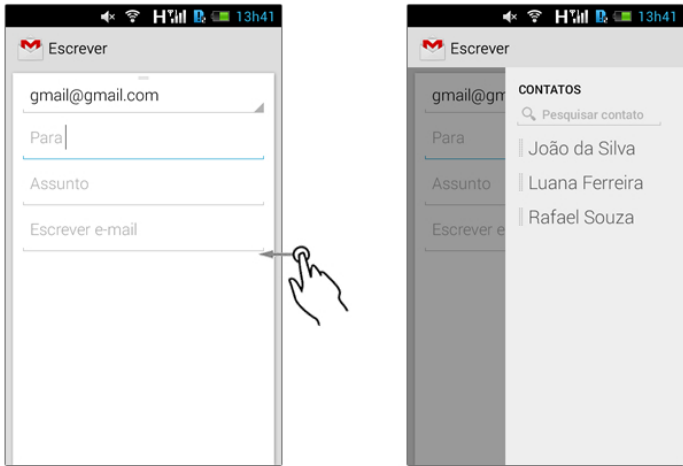 H 13h41
Escrever
gmail@gmail.com
Para
Assunto
Escrever e-mail
H 13h41
Escrever
gmail@gm
Para
Assunto
Escrever e
CONTATOS
Pesquisar contato
João da Silva
Luana Ferreira
Rafael Souza